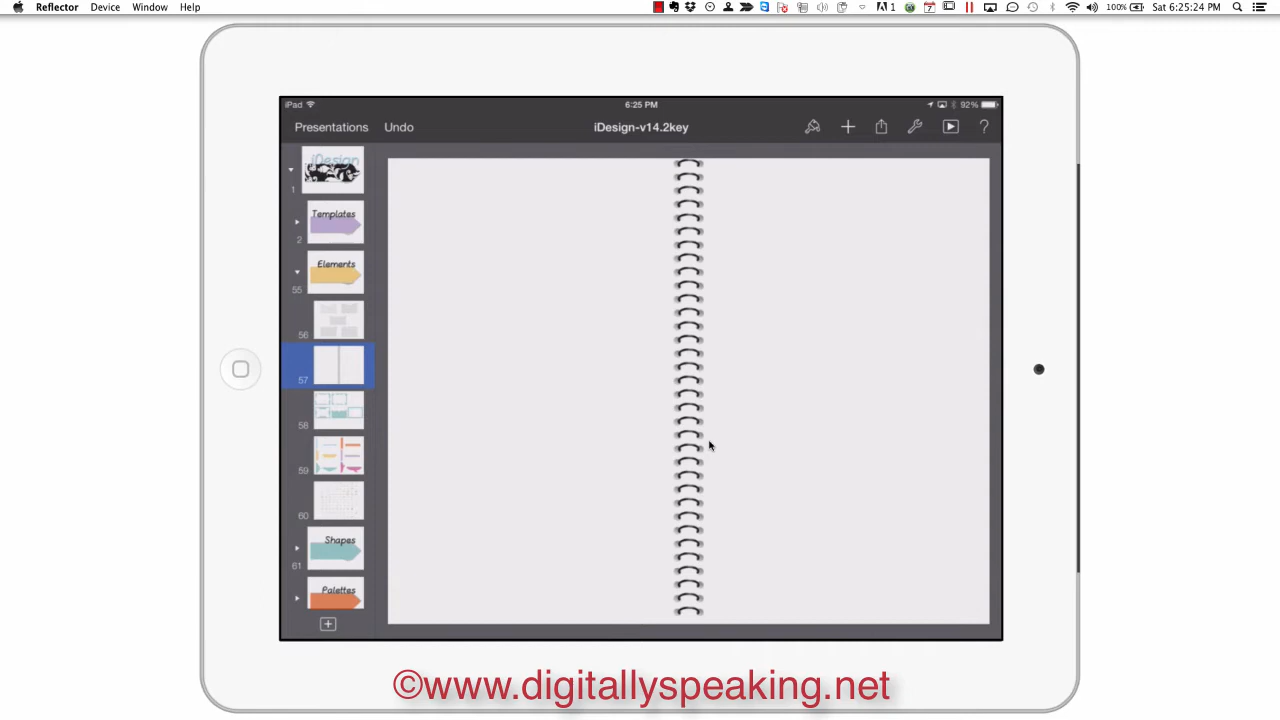 Reflector Device Window Help
1 100% Sat 6:25:24 PM
iPad 6:25 PM 92%
Presentations Undo iDesign-v14.2key ?
iDesign
1
Templates
2
Elements
55
56
57
58
59
60
Shapes
61
Palettes
©www.digitallyspeaking.net